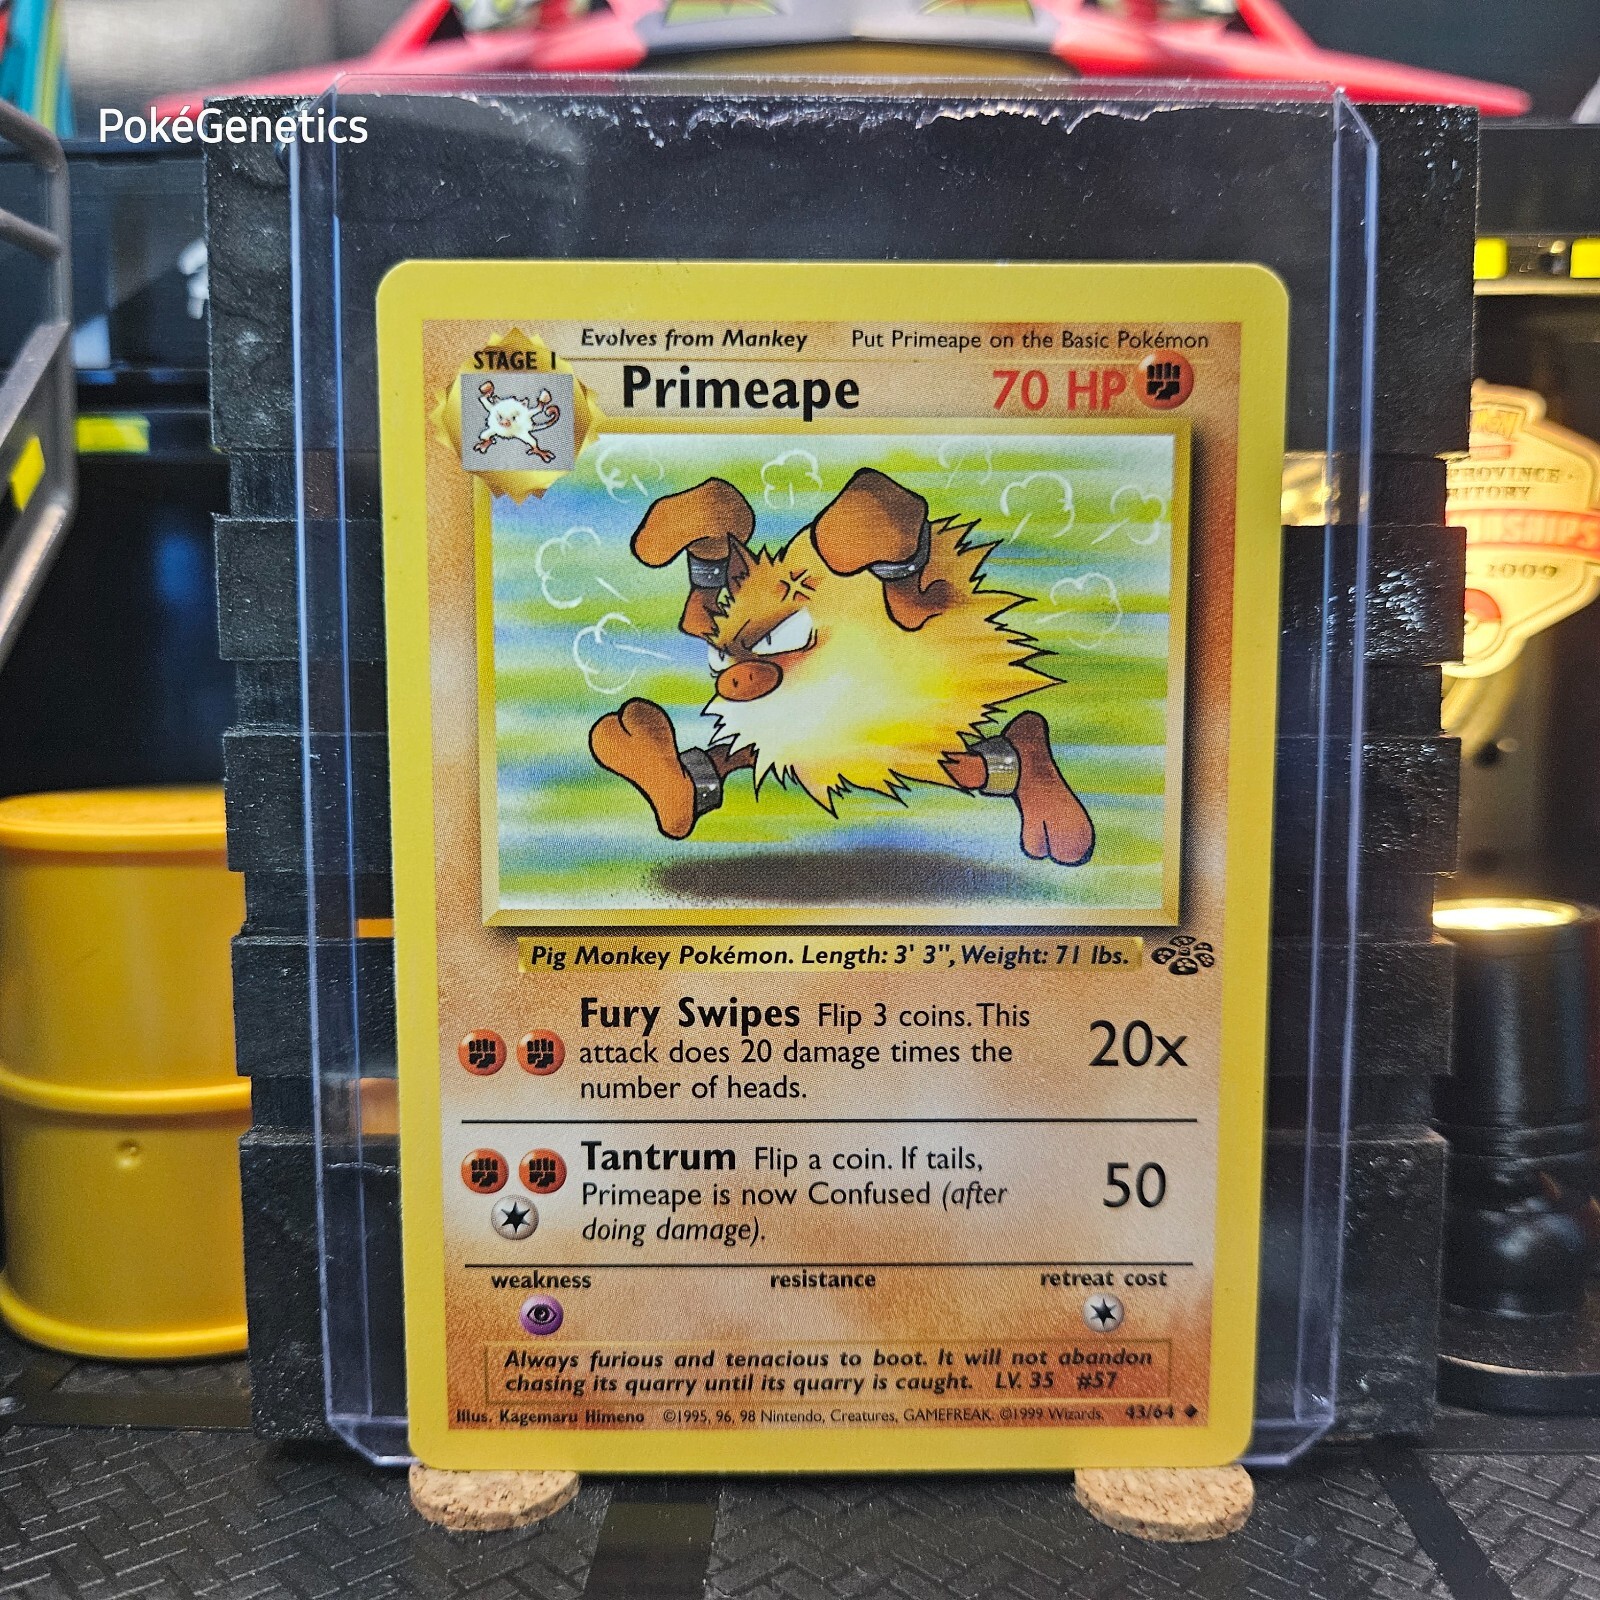 PokéGenetics
Evolves from Mankey Put Primeape on the Basic Pokémon
STAGE 1
Primeape 70 HP
Pig Monkey Pokémon. Length: 3' 3", Weight: 71 lbs.
Fury Swipes Flip 3 coins. This
attack does 20 damage times the
number of heads.
20x
Tantrum Flip a coin. If tails,
Primeape is now Confused (after
doing damage).
50
weakness resistance retreat cost
Always furious and tenacious to boot. It will not abandon
chasing its quarry until its quarry is caught. LV. 35 #57
Illus. Kagemaru Himeno ©1995, 96, 98 Nintendo, Creatures, GAMEFREAK. ©1999 Wizards. 43/64
PROVINCE
2009